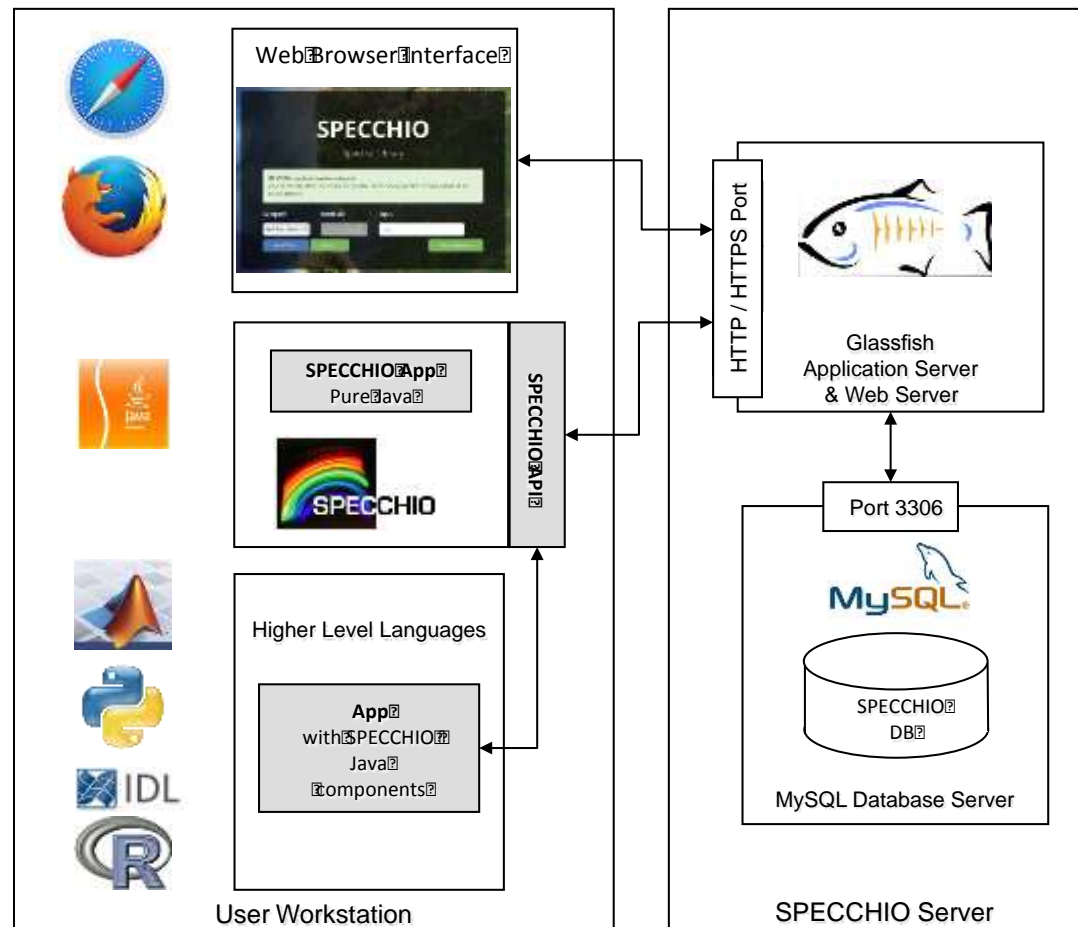 Web Browser Interface
SPECCHIO
HTTP / HTTPS Port
Glassfish
Application Server
& Web Server
SPECCHIO App
Pure Java
SPECCHIO API
Java
SPECCHIO
Port 3306
MySQL
SPECCHIO
DB
MySQL Database Server
Higher Level Languages
App
with SPECCHIO
Java
components
IDL
R
User Workstation
SPECCHIO Server